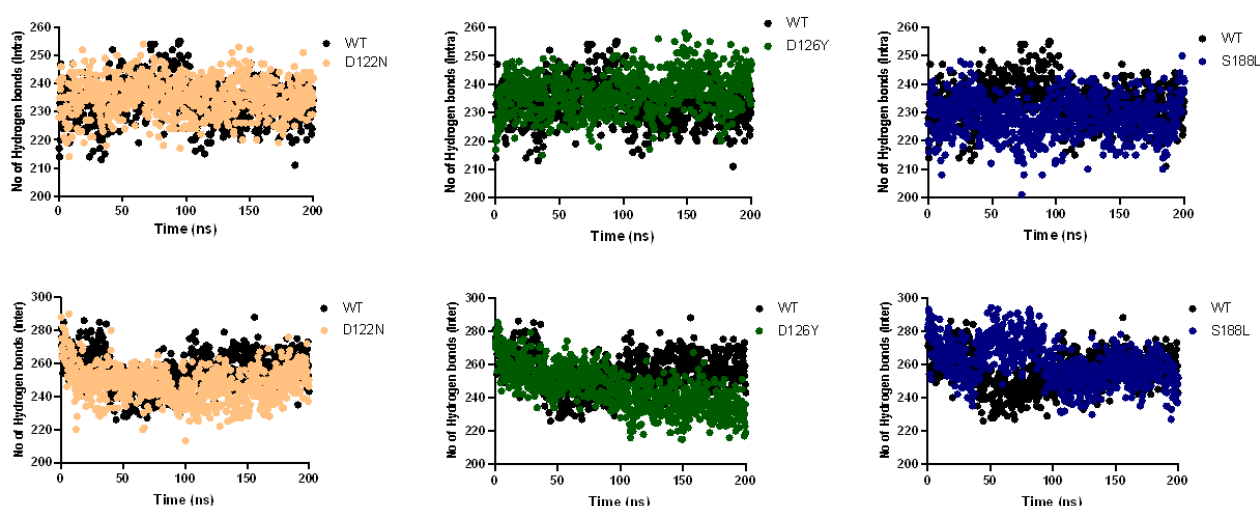 No of Hydrogen bonds (Intra)
260
250
240
230
220
210
200
0
50
100
150
200
Time (ns)
WT
D122N
No of Hydrogen bonds (Intra)
260
250
240
230
220
210
200
0
50
100
150
200
Time (ns)
WT
D126Y
No of Hydrogen bonds (Intra)
260
250
240
230
220
210
200
0
50
100
150
200
Time (ns)
WT
S188L
No of Hydrogen bonds (Inter)
300
280
260
240
220
200
0
50
100
150
200
Time (ns)
WT
D122N
No of Hydrogen bonds (Inter)
300
280
260
240
220
200
0
50
100
150
200
Time (ns)
WT
D126Y
No of Hydrogen bonds (Inter)
300
280
260
240
220
200
0
50
100
150
200
Time (ns)
WT
S188L